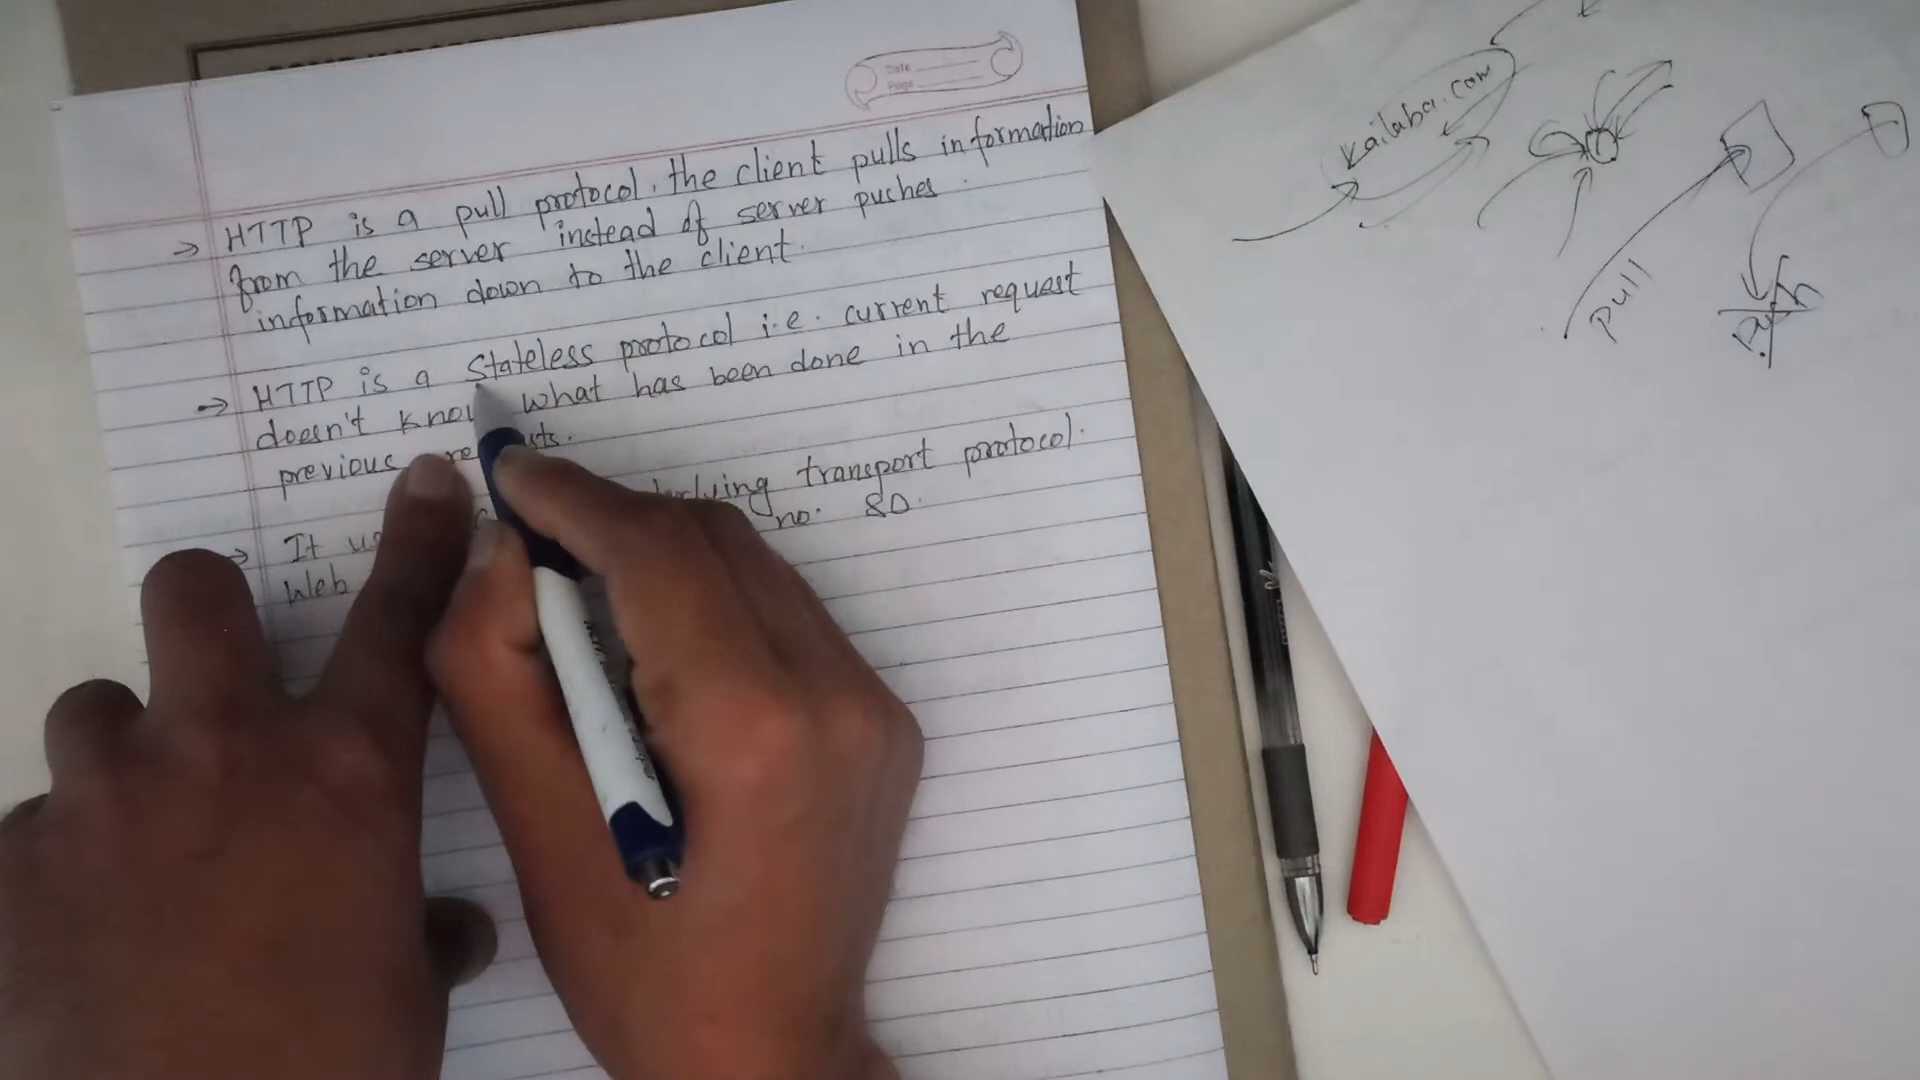 Date
Page
→ HTTP is a pull protocol, the client pulls information
from the server instead of server puches
information down to the client.
→ HTTP is a stateless protocol i.e. current request
doesn't know what has been done in the
previous
→ It transport protocol.
Web no. 80.
kailaba.com
pull